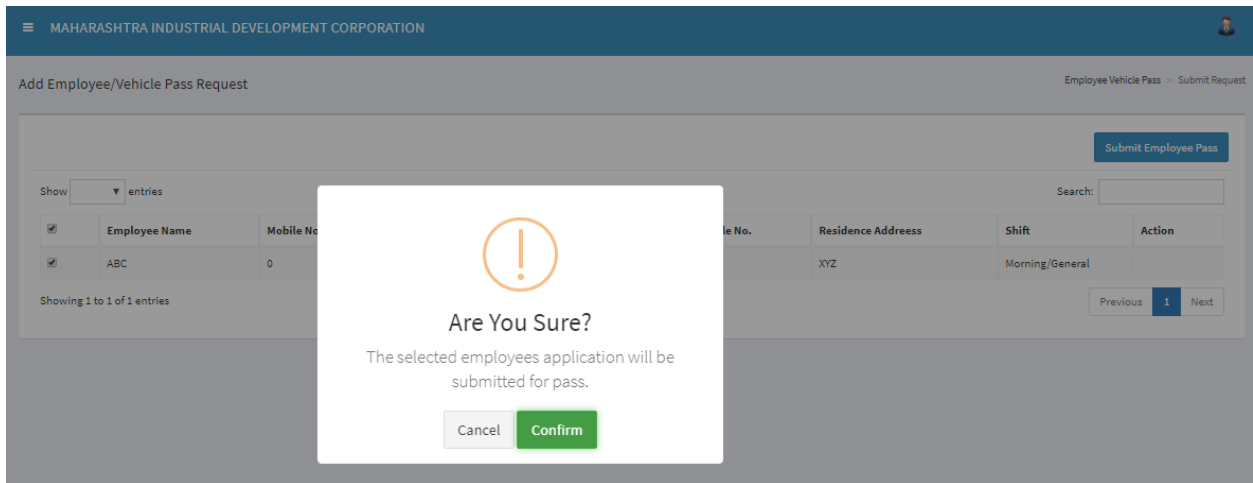 MAHARASHTRA INDUSTRIAL DEVELOPMENT CORPORATION
Add Employee/Vehicle Pass Request
Employee Vehicle Pass > Submit Request
Submit Employee Pass
Show entries
Search:
Employee Name Mobile No le No. Residence Addreess Shift Action
ABC 0 XYZ Morning/General
Showing 1 to 1 of 1 entries
Previous 1 Next
!
Are You Sure?
The selected employees application will be
submitted for pass.
Cancel Confirm